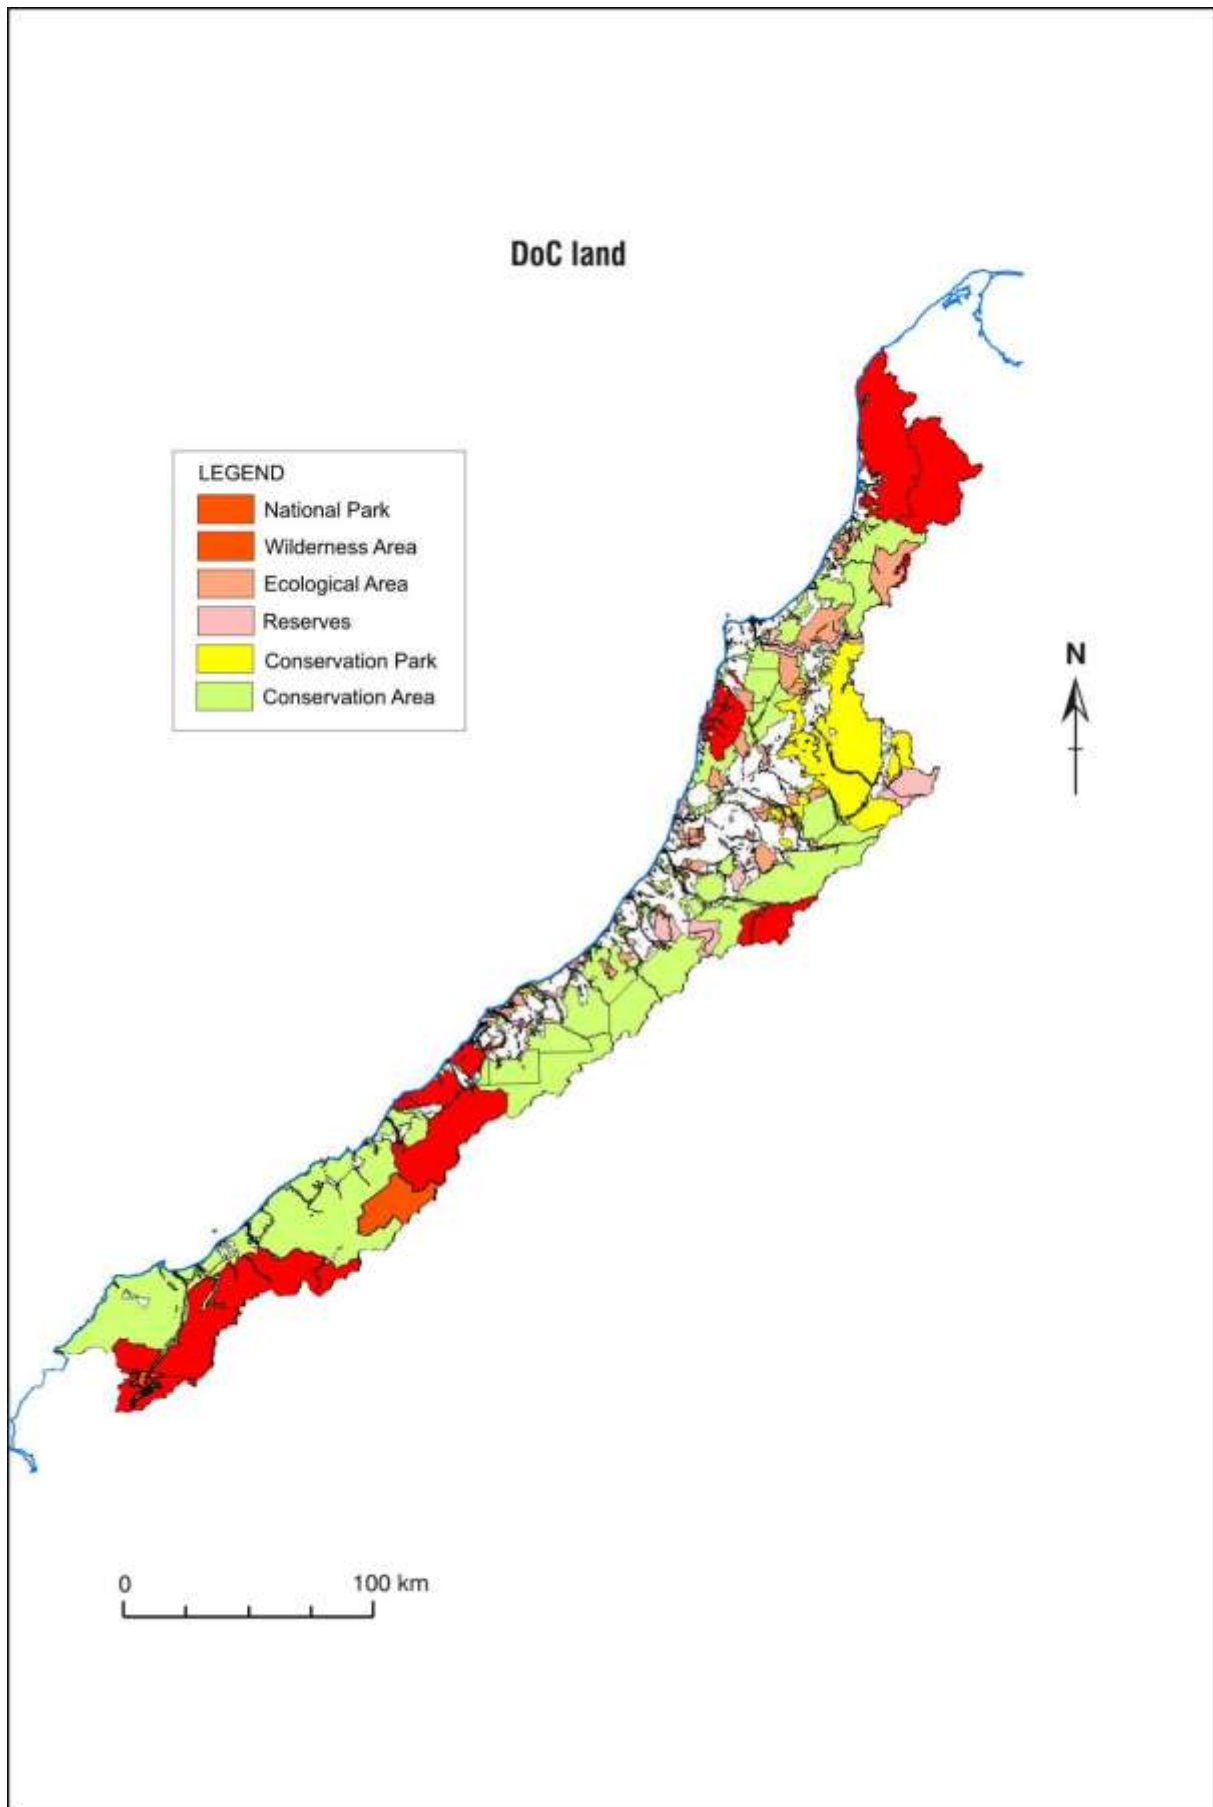 DoC land
LEGEND
National Park
Wilderness Area
Ecological Area
Reserves
Conservation Park
Conservation Area
N
0 100 km